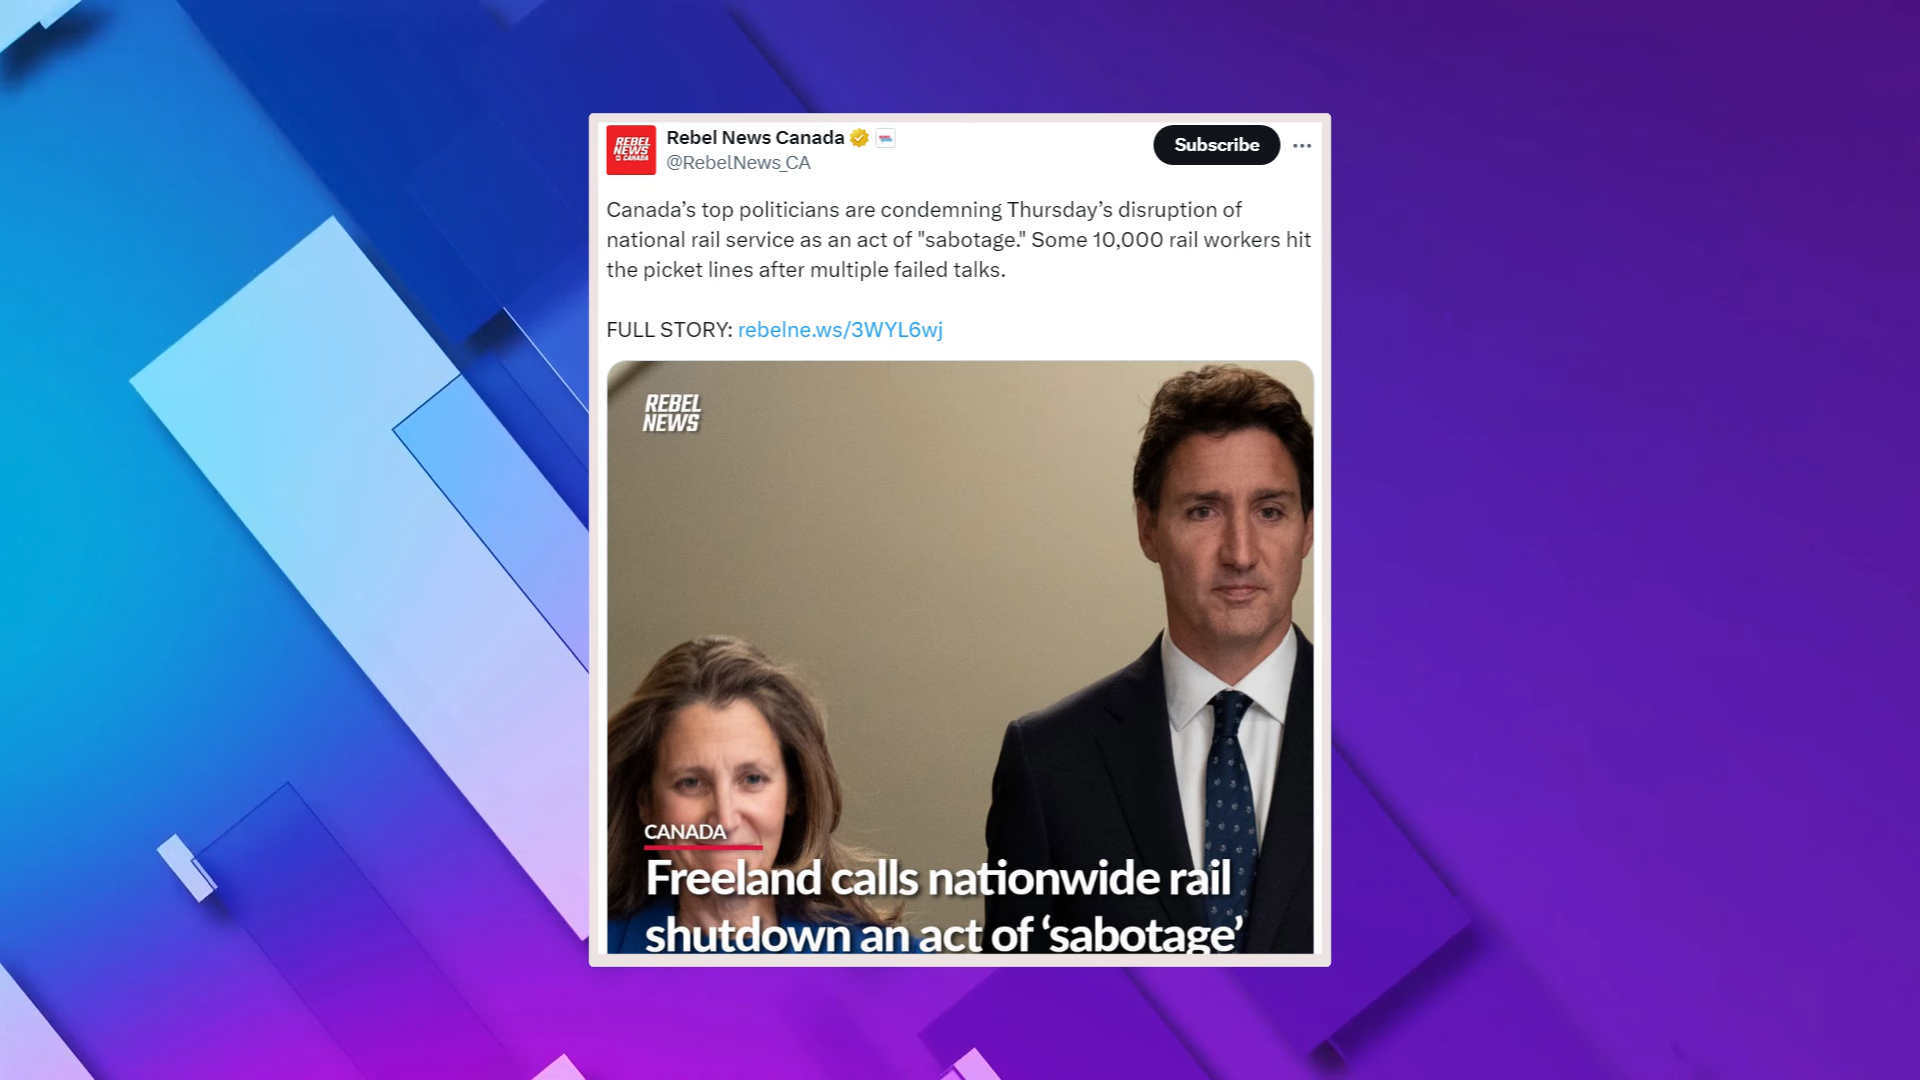 REBEL
NEWS
CANADA
Rebel News Canada
@RebelNews_CA
Subscribe
Canada’s top politicians are condemning Thursday’s disruption of
national rail service as an act of "sabotage." Some 10,000 rail workers hit
the picket lines after multiple failed talks.
FULL STORY: rebelne.ws/3WYL6wj
REBEL
NEWS
CANADA
Freeland calls nationwide rail
shutdown an act of ‘sabotage’